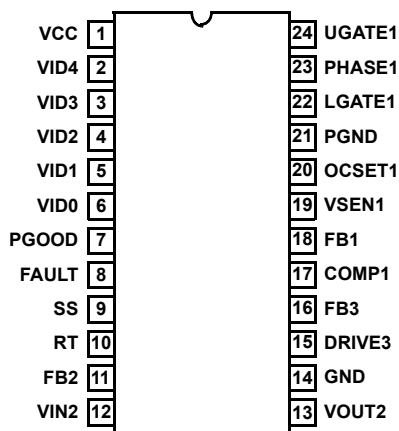 VCC 1 24 UGATE1
VID4 2 23 PHASE1
VID3 3 22 LGATE1
VID2 4 21 PGND
VID1 5 20 OCSET1
VID0 6 19 VSEN1
PGOOD 7 18 FB1
FAULT 8 17 COMP1
SS 9 16 FB3
RT 10 15 DRIVE3
FB2 11 14 GND
VIN2 12 13 VOUT2